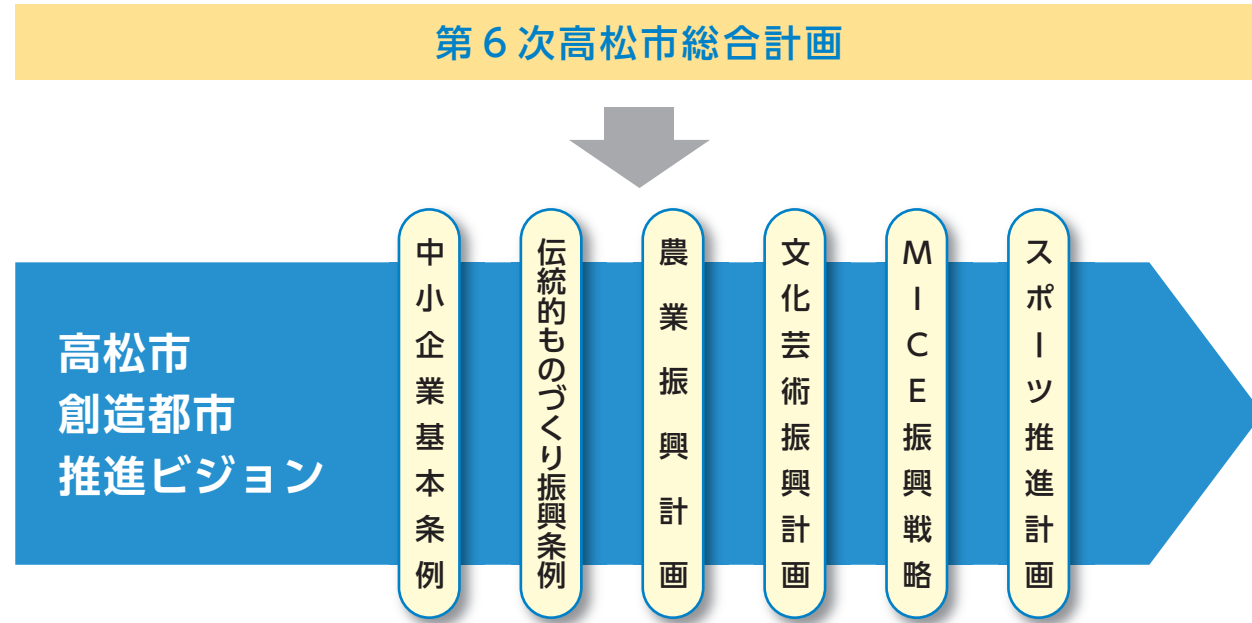 第6次高松市総合計画
高松市
創造都市
推進ビジョン
中小企業基本条例
伝統的ものづくり振興条例
農業振興計画
文化芸術振興計画
MICE振興戦略
スポーツ推進計画